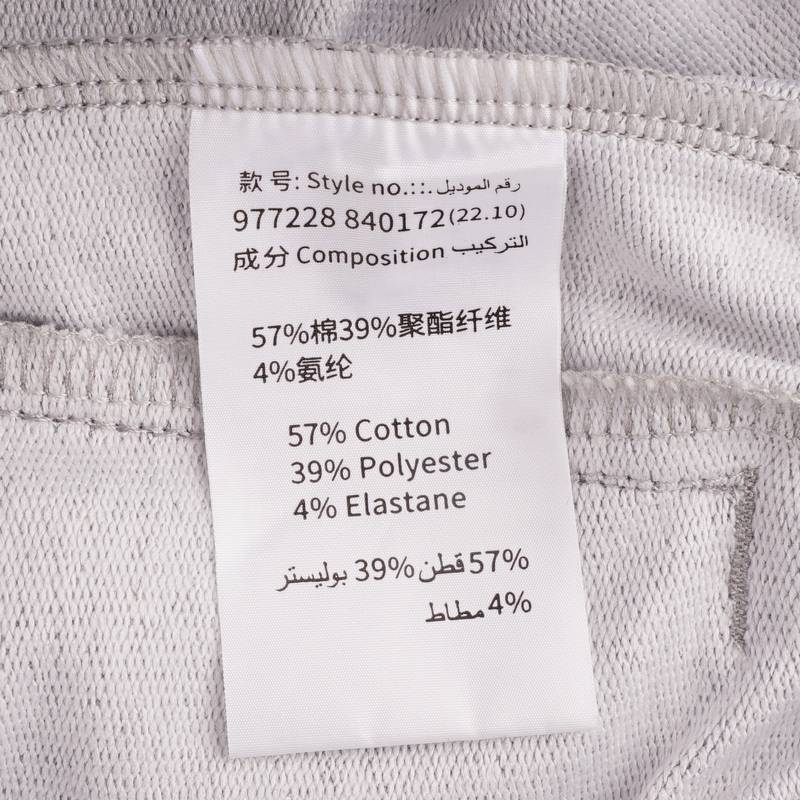 款 号: Style no.::. رقم الموديل
977228 840172(22.10)
成分 Composition التركيب
57%棉39%聚酯纤维
4%氨纶
57% Cotton
39% Polyester
4% Elastane
57% قطن 39% بوليستر
4% مطاط